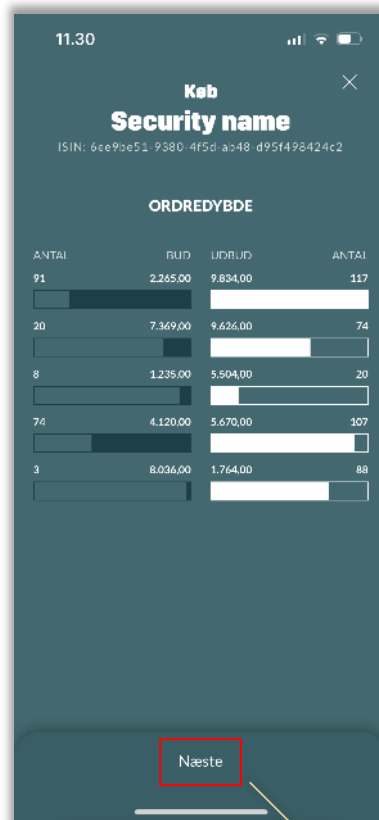 11.30
Køb
Security name
ISIN: 6ee9be51-9380-4f5d-ab48-d95f498424c2
ORDREDYBDE
ANTAL BUD UDBUD ANTAL
91 2.265,00 9.834,00 117
20 7.369,00 9.626,00 74
8 1.235,00 5.504,00 20
74 4.120,00 5.670,00 107
3 8.036,00 1.764,00 88
Næste